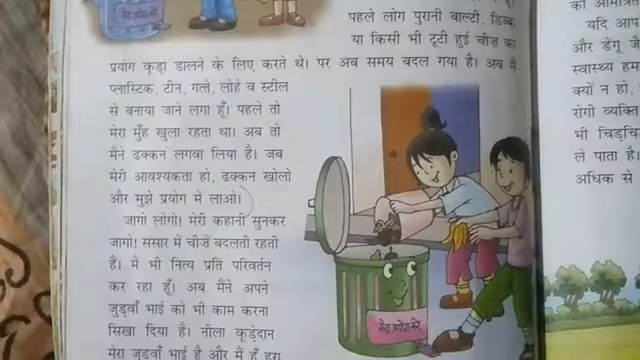 पहले लोग पुरानी बाल्टी, डिब्बा
या किसी भी टूटी हुई चीज़ का
प्रयोग कूड़ा डालने के लिए करते थे। पर अब समय बदल गया है। अब मैं
प्लास्टिक, टीन, गत्ते, लोहे व स्टील
से बनाया जाने लगा हूँ। पहले तो
मेरा मुँह खुला रहता था। अब तो
मैंने ढक्कन लगवा लिया है। जब
मेरी आवश्यकता हो, ढक्कन खोलो
और मुझे प्रयोग में लाओ।
जागो लोगो! मेरी कहानी सुनकर
जागो! संसार में चीज़ें बदलती रहती
हैं। मैं भी नित्य प्रति परिवर्तन
कर रहा हूँ। अब मैंने अपने
जुड़वाँ भाई को भी काम करना
सिखा दिया है। नीला कूड़ेदान
मेरा जुड़वाँ भाई है और मैं हूँ हरा
मेरा प्रयोग करें
यदि आप
और डेंगू
स्वास्थ्य
क्यों न हो,
रोगी व्यक्ति
भी
ले पाता है।
अधिक से